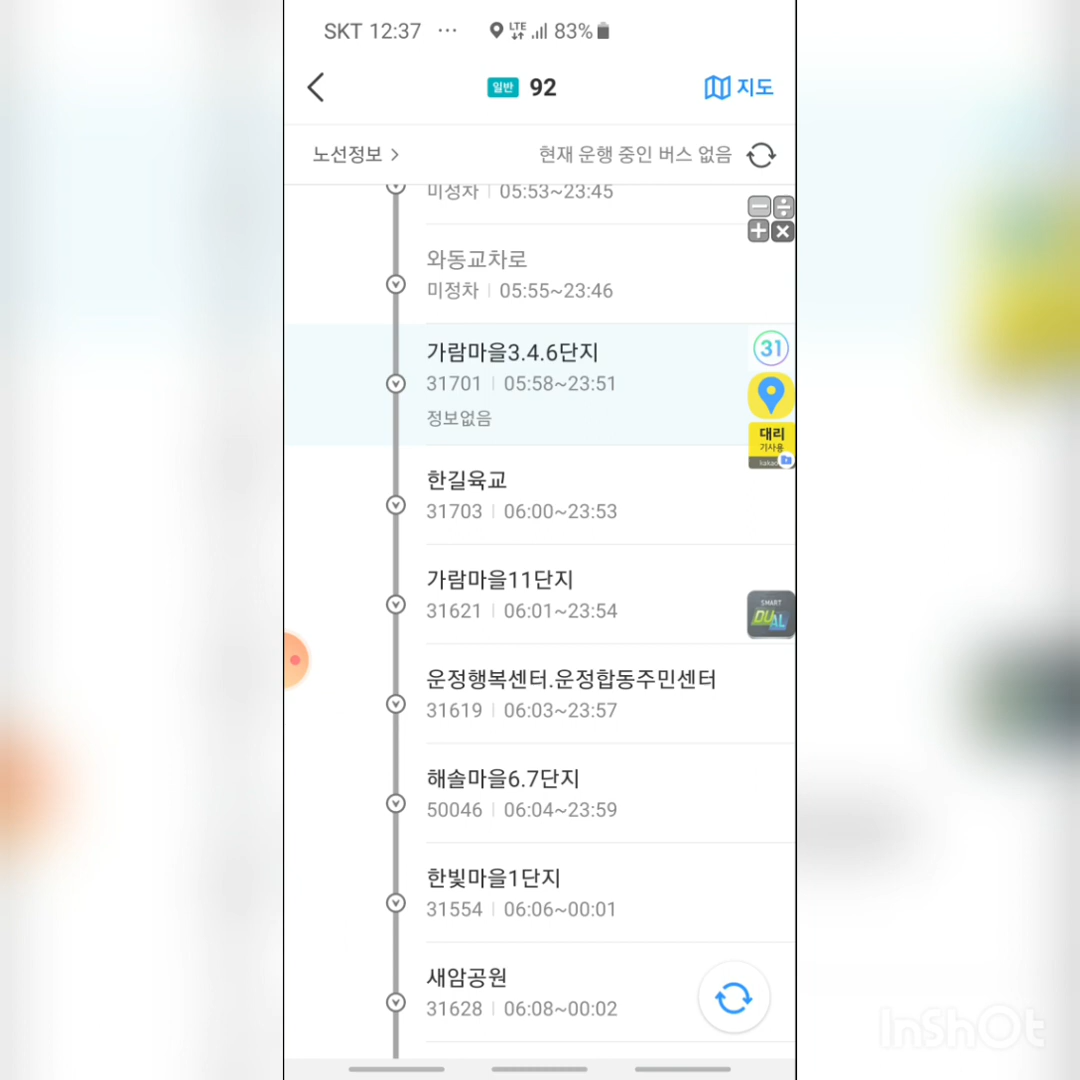 SKT 12:37 ··· LTE 83%
일반 92 지도
노선정보 > 현재 운행 중인 버스 없음
미정차 | 05:53~23:45
와동교차로
미정차 | 05:55~23:46
가람마을3.4.6단지
31
31701 | 05:58~23:51
정보없음
대리
기사용
kakao
한길육교
31703 | 06:00~23:53
가람마을11단지
31621 | 06:01~23:54
SMART
DUAL
운정행복센터.운정합동주민센터
31619 | 06:03~23:57
해솔마을6.7단지
50046 | 06:04~23:59
한빛마을1단지
31554 | 06:06~00:01
새암공원
31628 | 06:08~00:02
InShOt